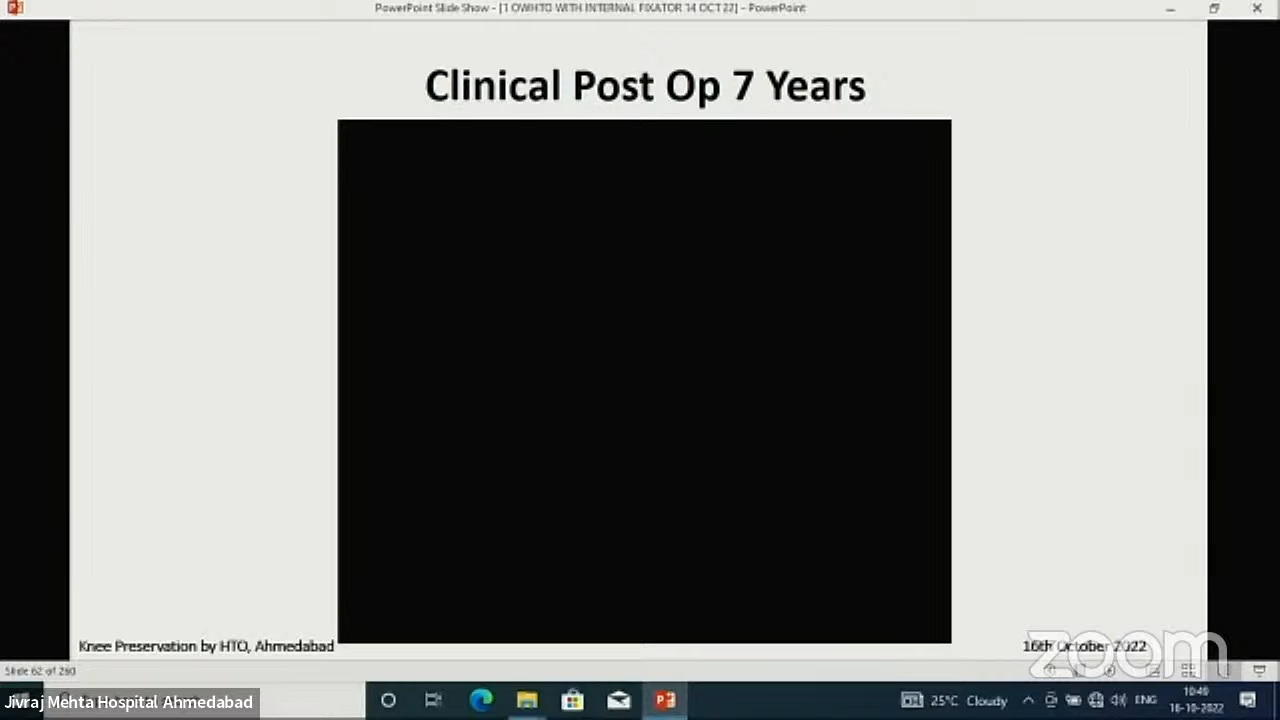 PowerPoint Slide Show - [1 OWHTO WITH INTERNAL FIXATOR 14 OCT 22] - PowerPoint
Clinical Post Op 7 Years
Knee Preservation by HTO, Ahmedabad
16th October 2022
zoom
Slide 62 of 260
Jivraj Mehta Hospital Ahmedabad
25°C Cloudy
ENG
10:49
16-10-2022